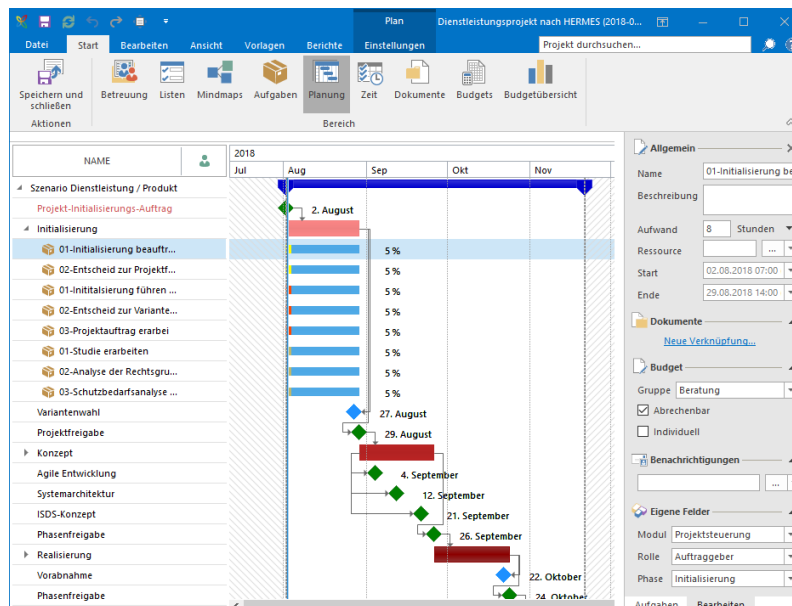 Plan
Dienstleistungsprojekt nach HERMES (2018-0...
Datei
Start
Bearbeiten
Ansicht
Vorlagen
Berichte
Einstellungen
Projekt durchsuchen...
Speichern und schließen
Betreuung
Listen
Mindmaps
Aufgaben
Planung
Zeit
Dokumente
Budgets
Budgetübersicht
Aktionen
Bereich
NAME
2018
Jul
Aug
Sep
Okt
Nov
Szenario Dienstleistung / Produkt
Projekt-Initialisierungs-Auftrag
2. August
Initialisierung
01-Initialisierung beauftr...
5 %
02-Entscheid zur Projektf...
5 %
01-Inititalsierung führen ...
5 %
02-Entscheid zur Variante...
5 %
03-Projektauftrag erarbei
5 %
01-Studie erarbeiten
5 %
02-Analyse der Rechtsgru...
5 %
03-Schutzbedarfsanalyse ...
5 %
Variantenwahl
27. August
Projektfreigabe
29. August
Konzept
Agile Entwicklung
4. September
Systemarchitektur
12. September
ISDS-Konzept
21. September
Phasenfreigabe
26. September
Realisierung
Vorabnahme
22. Oktober
Phasenfreigabe
24. Oktober
Allgemein
Name
01-Initialisierung be
Beschreibung
Aufwand
8
Stunden
Ressource
...
Start
02.08.2018 07:00
Ende
29.08.2018 14:00
Dokumente
Neue Verknüpfung...
Budget
Gruppe
Beratung
Abrechenbar
Individuell
Benachrichtigungen
...
Eigene Felder
Modul
Projektsteuerung
Rolle
Auftraggeber
Phase
Initialisierung
Aufgaben
Bearbeiten